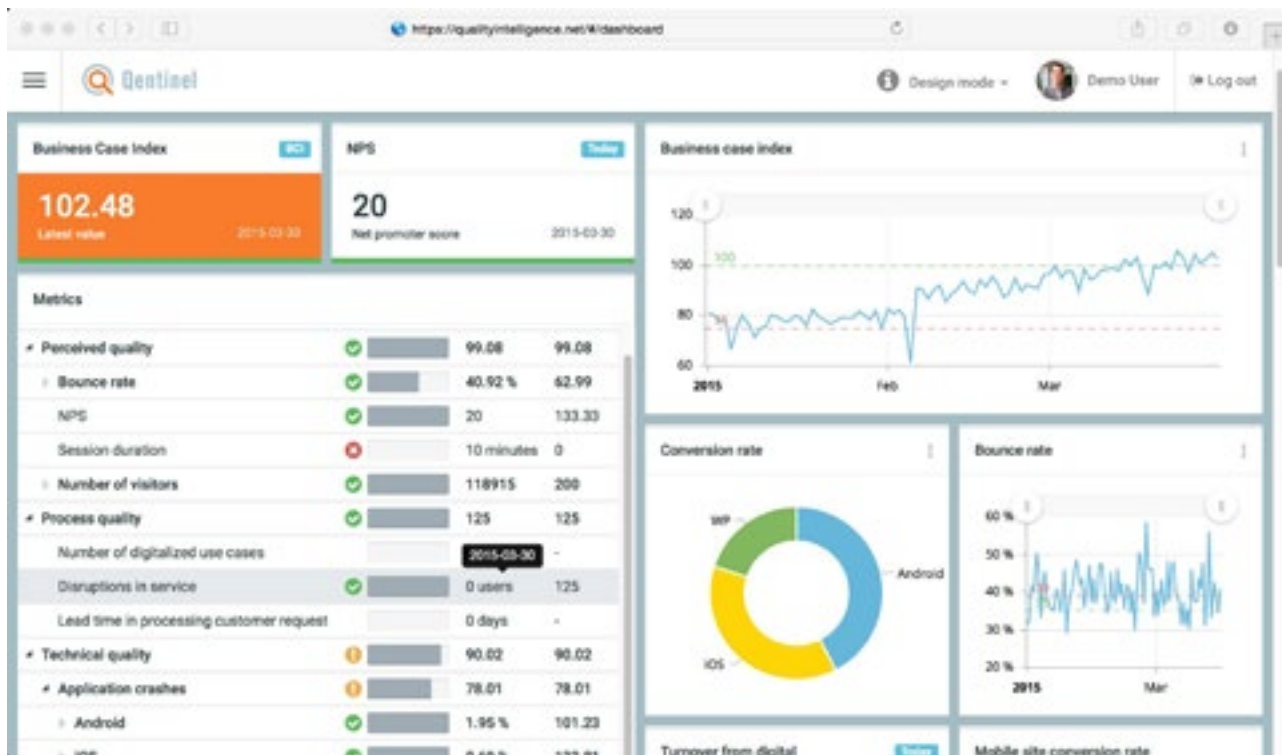 https://qualityintelligence.net/#/dashboard
Qentinel
Design mode
Demo User
Log out
Business Case Index
BCI
102.48
Latest value
2015-03-30
NPS
Today
20
Net promoter score
2015-03-30
Metrics
Perceived quality 99.08 99.08
Bounce rate 40.92 % 62.99
NPS 20 133.33
Session duration 10 minutes 0
Number of visitors 118915 200
Process quality 125 125
Number of digitalized use cases -
2015-03-30
Disruptions in service 0 users 125
Lead time in processing customer request 0 days -
Technical quality 90.02 90.02
Application crashes 78.01 78.01
Android 1.95 % 101.23
iOS
Business case index
120
100
100
80
60
2015 Feb Mar
Conversion rate
WP
Android
iOS
Bounce rate
60 %
50 %
40 %
30 %
20 %
2015 Mar
Turnover from digital
Today
Mobile site conversion rate